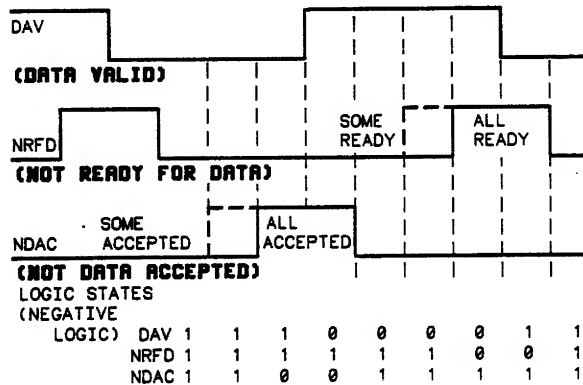 DAV
(DATA VALID)
SOME
READY
ALL
READY
NRFD
(NOT READY FOR DATA)
SOME
ACCEPTED
ALL
ACCEPTED
NDAC
(NOT DATA ACCEPTED)
LOGIC STATES
(NEGATIVE
LOGIC) DAV 1 1 1 0 0 0 0 1 1
NRFD 1 1 1 1 1 1 0 0 1
NDAC 1 1 0 0 1 1 1 1 1